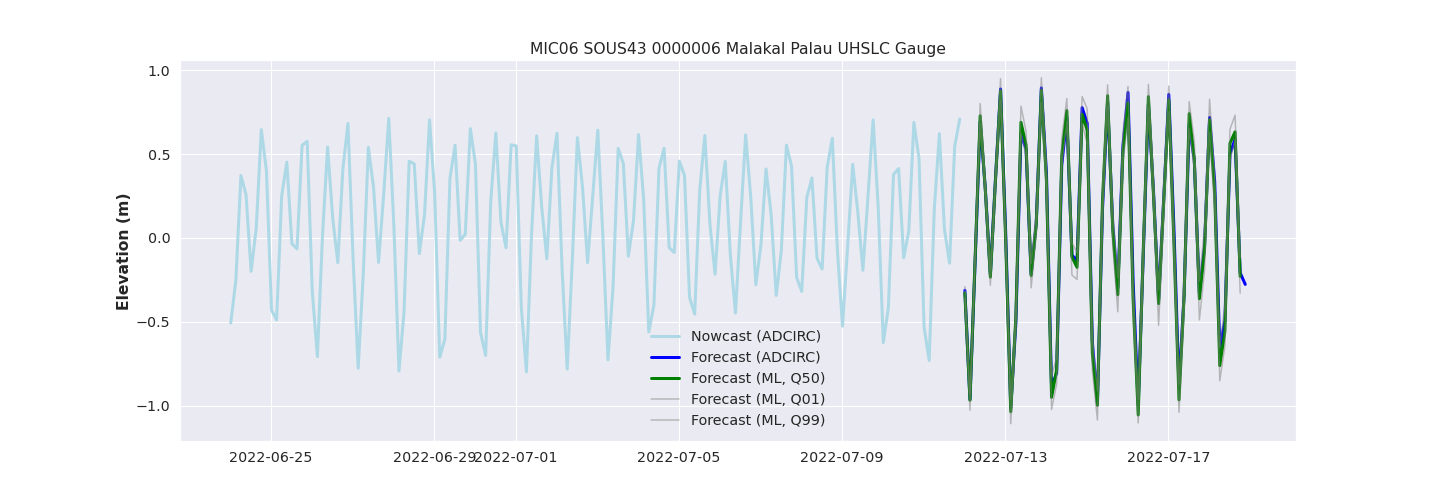 MIC06 SOUS43 0000006 Malakal Palau UHSLC Gauge
Elevation (m)
1.0
0.5
0.0
−0.5
−1.0
Nowcast (ADCIRC)
Forecast (ADCIRC)
Forecast (ML, Q50)
Forecast (ML, Q01)
Forecast (ML, Q99)
2022-06-25 2022-06-29 2022-07-01 2022-07-05 2022-07-09 2022-07-13 2022-07-17